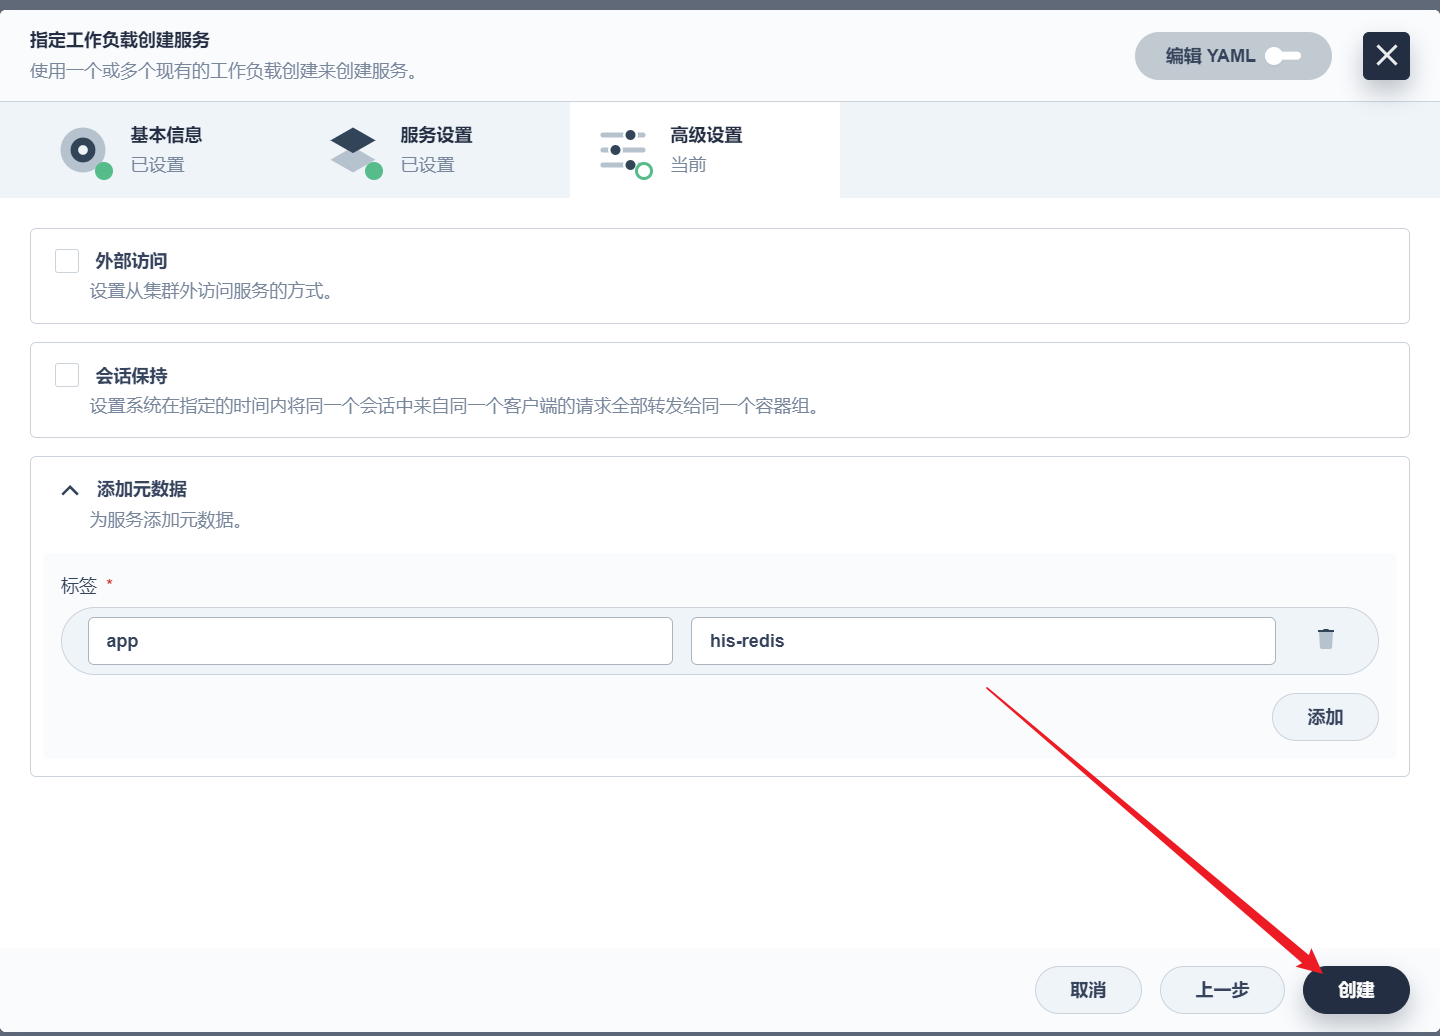 指定工作负载创建服务
使用一个或多个现有的工作负载创建来创建服务。
编辑 YAML
基本信息
已设置
服务设置
已设置
高级设置
当前
外部访问
设置从集群外访问服务的方式。
会话保持
设置系统在指定的时间内将同一个会话中来自同一个客户端的请求全部转发给同一个容器组。
添加元数据
为服务添加元数据。
标签 *
app
his-redis
添加
取消
上一步
创建